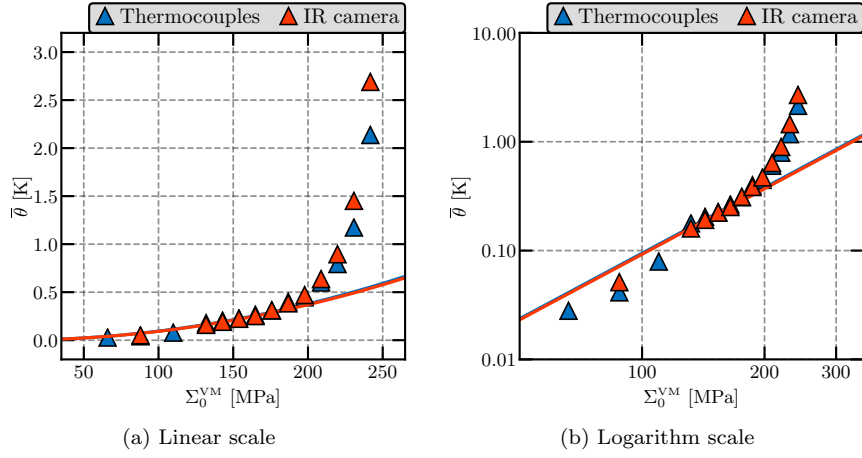 Thermocouples IR camera
3.0
2.5
2.0
1.5
1.0
0.5
0.0
θ̅ [K]
50 100 150 200 250
Σ₀ⱽᴹ [MPa]
(a) Linear scale
Thermocouples IR camera
10.00
1.00
0.10
0.01
θ̅ [K]
100 200 300
Σ₀ⱽᴹ [MPa]
(b) Logarithm scale